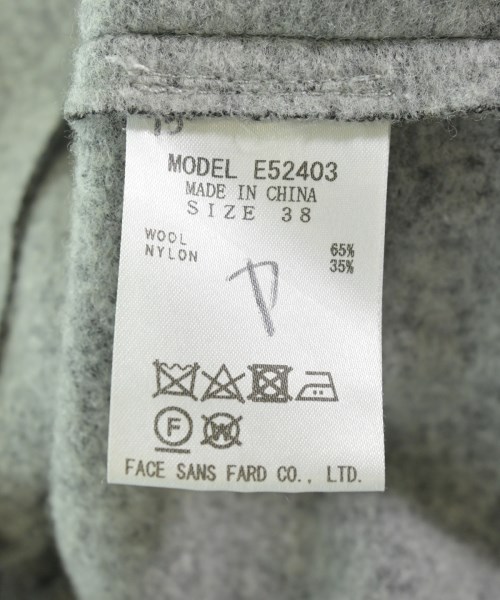 MODEL E52403
MADE IN CHINA
SIZE 38
WOOL 65%
NYLON 35%
P
F
W
FACE SANS FARD CO., LTD.